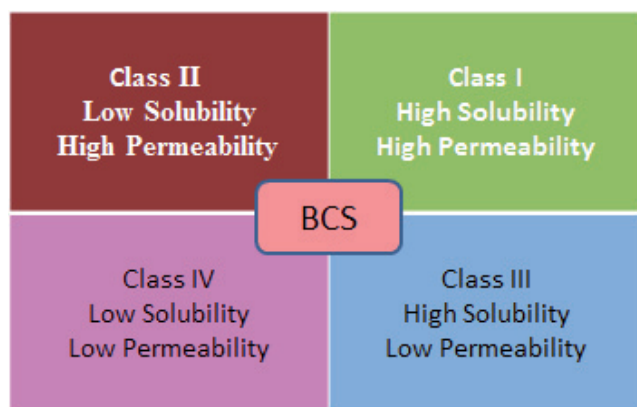 Class II
Low Solubility
High Permeability
Class I
High Solubility
High Permeability
BCS
Class IV
Low Solubility
Low Permeability
Class III
High Solubility
Low Permeability